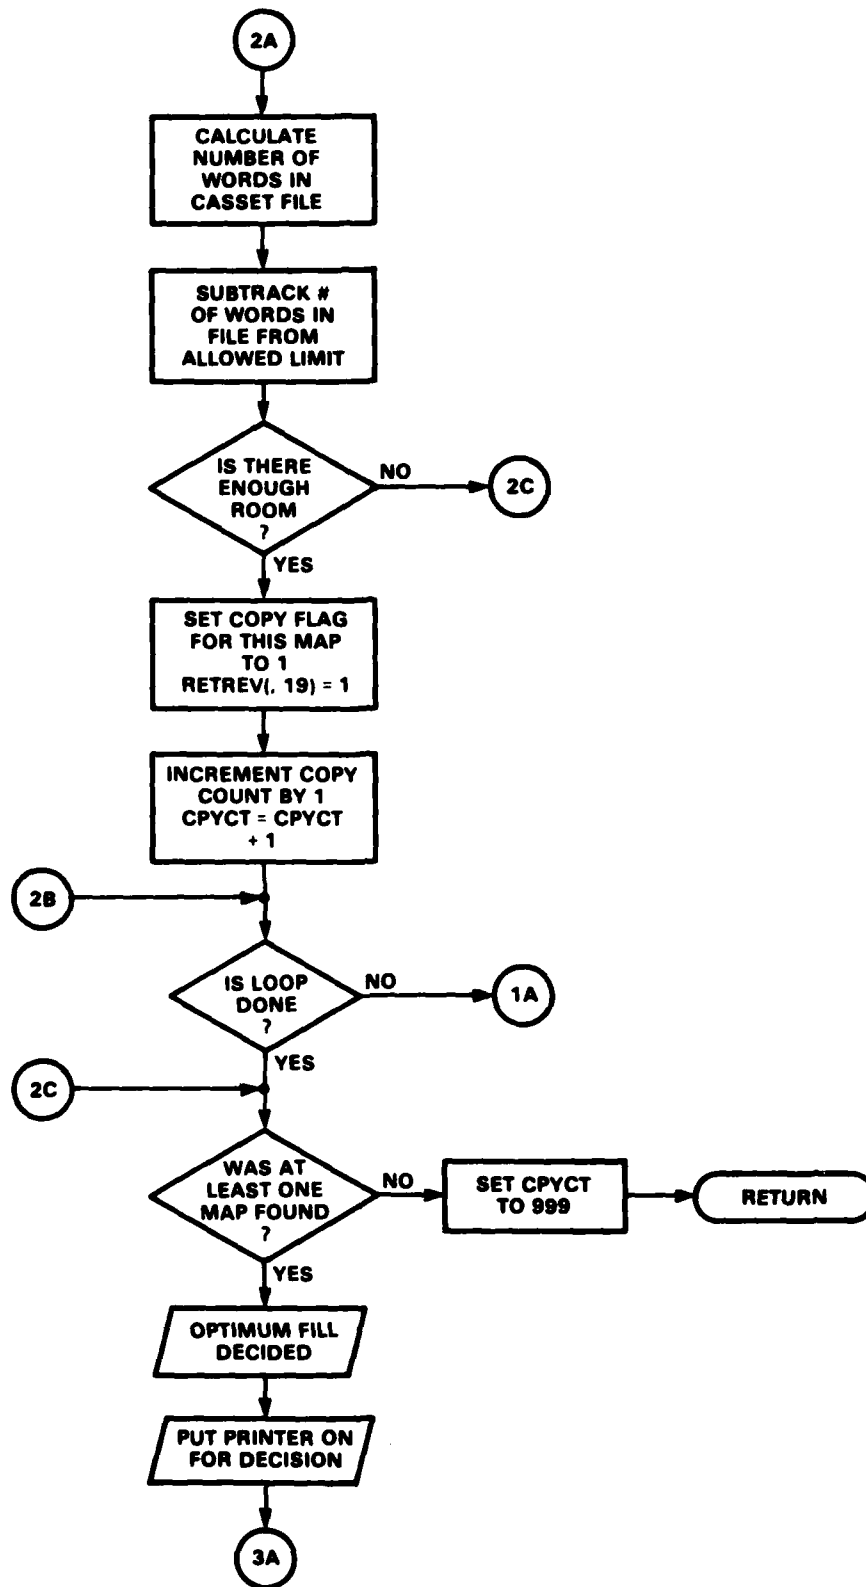 2A
CALCULATE
NUMBER OF
WORDS IN
CASSET FILE
SUBTRACK #
OF WORDS IN
FILE FROM
ALLOWED LIMIT
IS THERE
ENOUGH
ROOM
?
NO
2C
YES
SET COPY FLAG
FOR THIS MAP
TO 1
RETREV(, 19) = 1
INCREMENT COPY
COUNT BY 1
CPYCT = CPYCT
+ 1
2B
IS LOOP
DONE
?
NO
1A
YES
2C
WAS AT
LEAST ONE
MAP FOUND
?
NO
SET CPYCT
TO 999
RETURN
YES
OPTIMUM FILL
DECIDED
PUT PRINTER ON
FOR DECISION
3A